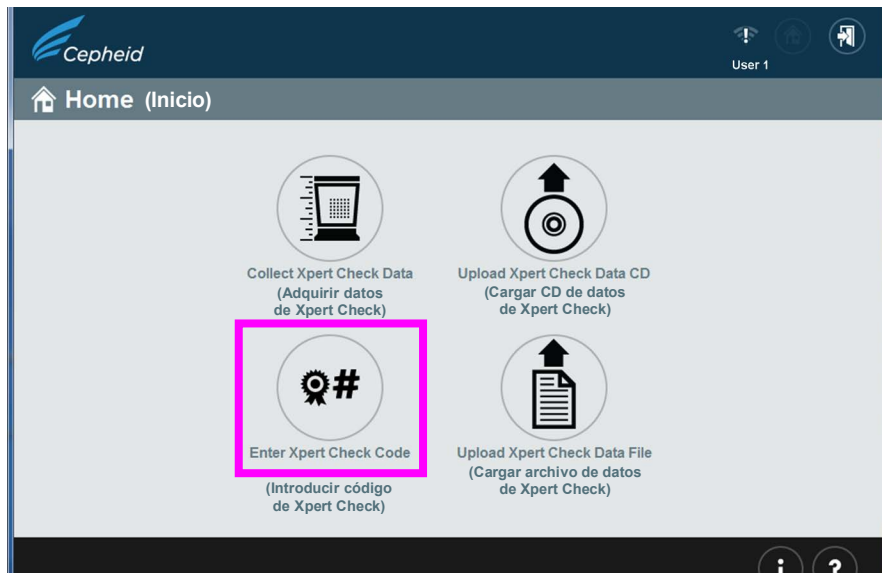 Cepheid
User 1
Home (Inicio)
Collect Xpert Check Data
(Adquirir datos
de Xpert Check)
Upload Xpert Check Data CD
(Cargar CD de datos
de Xpert Check)
#
Enter Xpert Check Code
(Introducir código
de Xpert Check)
Upload Xpert Check Data File
(Cargar archivo de datos
de Xpert Check)
i ?